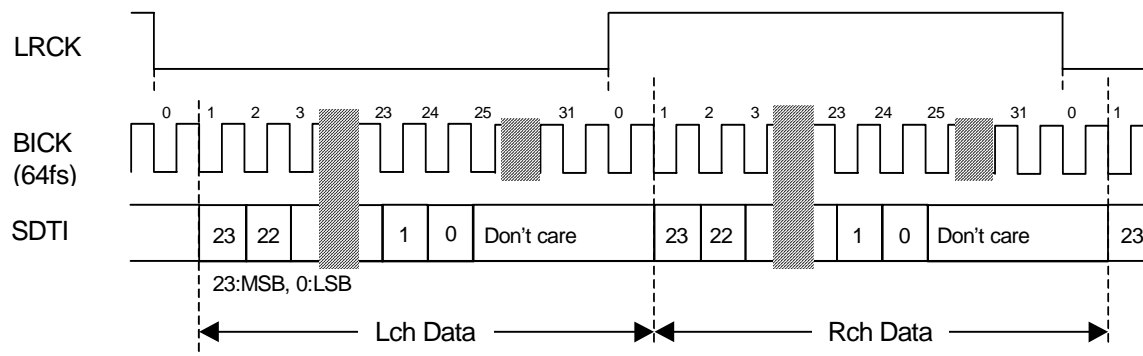 LRCK
0 1 2 3 23 24 25 31 0 1 2 3 23 24 25 31 0 1
BICK
(64fs)
SDTI 23 22 1 0 Don't care 23 22 1 0 Don't care 23
23:MSB, 0:LSB
Lch Data Rch Data